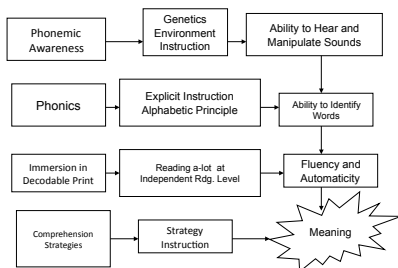 Phonemic
Awareness
Genetics
Environment
Instruction
Ability to Hear and
Manipulate Sounds
Phonics
Explicit Instruction
Alphabetic Principle
Ability to Identify
Words
Immersion in
Decodable Print
Reading a-lot at
Independent Rdg. Level
Fluency and
Automaticity
Comprehension
Strategies
Strategy
Instruction
Meaning